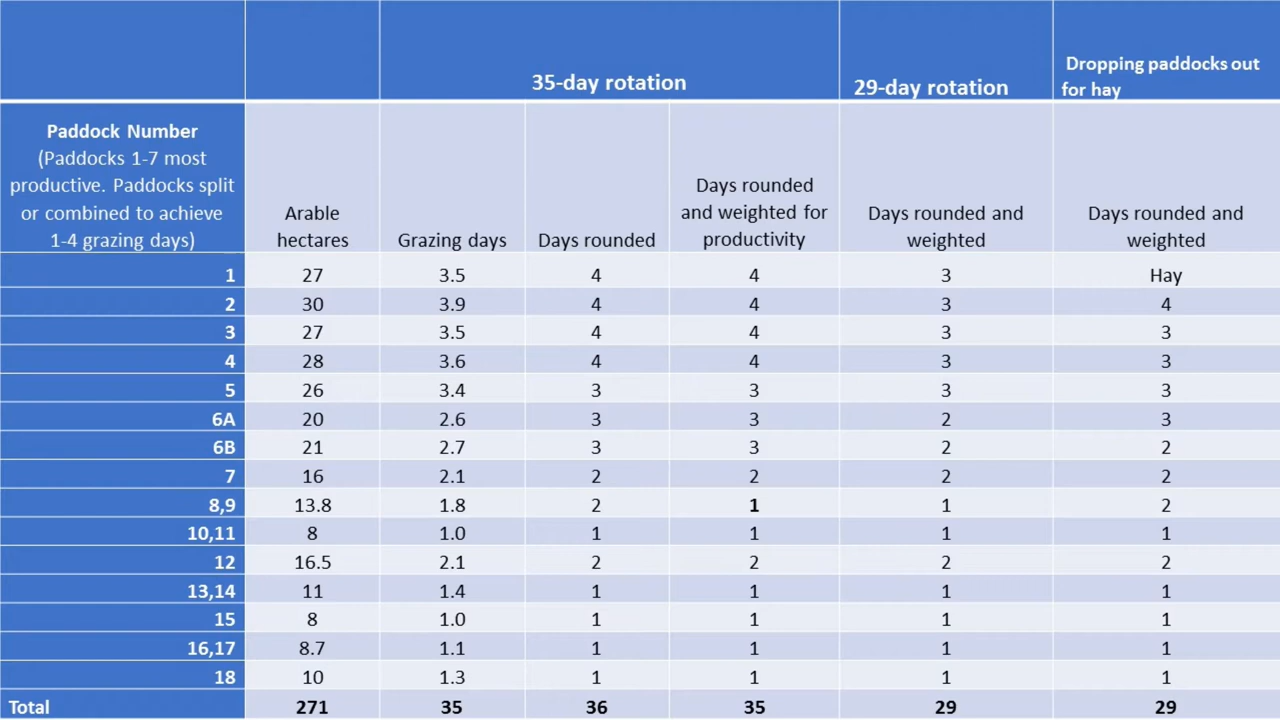 35-day rotation
29-day rotation
Dropping paddocks out
for hay
Paddock Number
(Paddocks 1-7 most
productive. Paddocks split
or combined to achieve
1-4 grazing days)
Arable
hectares
Grazing days
Days rounded
Days rounded
and weighted for
productivity
Days rounded and
weighted
Days rounded and
weighted
1 27 3.5 4 4 3 Hay
2 30 3.9 4 4 3 4
3 27 3.5 4 4 3 3
4 28 3.6 4 4 3 3
5 26 3.4 3 3 3 3
6A 20 2.6 3 3 2 3
6B 21 2.7 3 3 2 2
7 16 2.1 2 2 2 2
8,9 13.8 1.8 2 1 1 2
10,11 8 1.0 1 1 1 1
12 16.5 2.1 2 2 2 2
13,14 11 1.4 1 1 1 1
15 8 1.0 1 1 1 1
16,17 8.7 1.1 1 1 1 1
18 10 1.3 1 1 1 1
Total 271 35 36 35 29 29